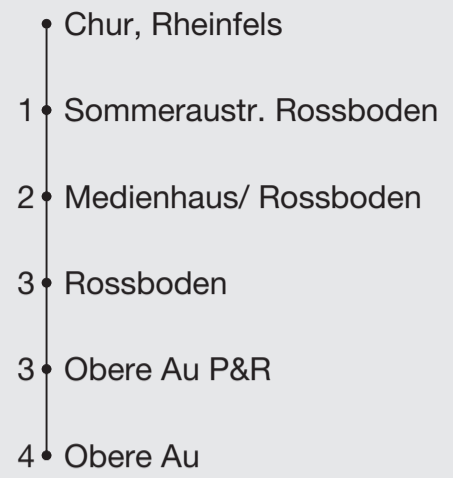 Chur, Rheinfels
1 Sommeraustr. Rossboden
2 Medienhaus/ Rossboden
3 Rossboden
3 Obere Au P&R
4 Obere Au